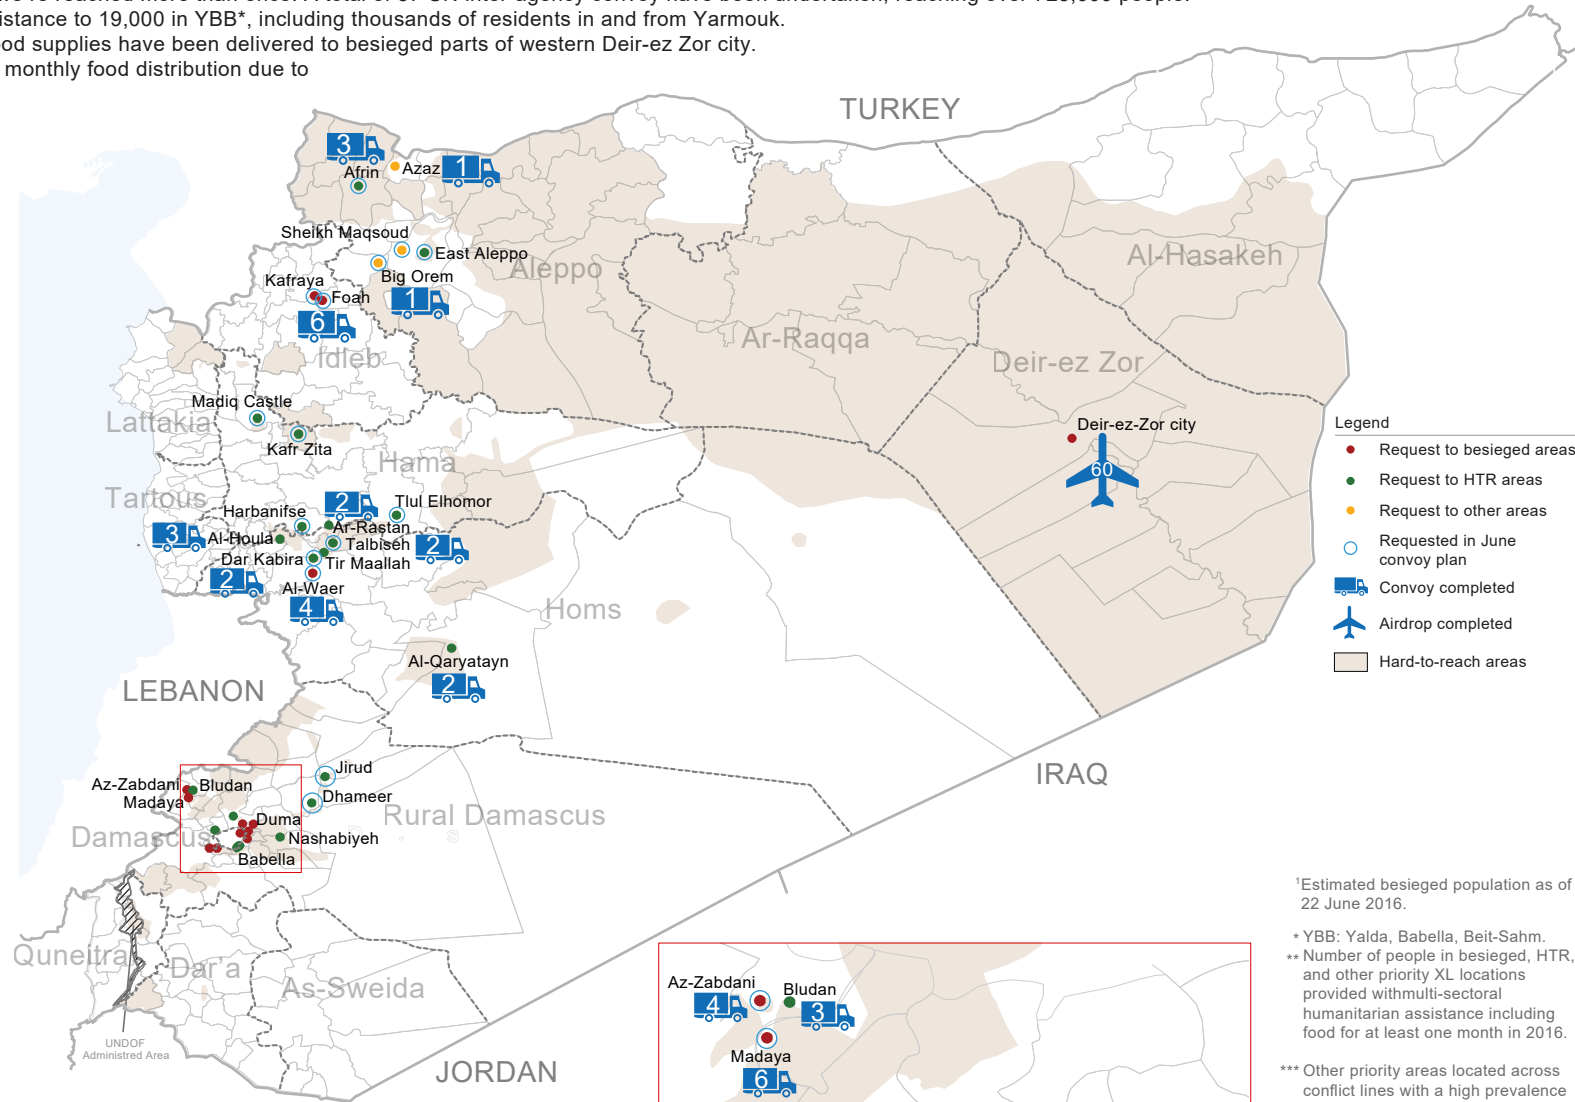 istance to 19,000 in YBB*, including thousands of residents in and from Yarmouk.
ood supplies have been delivered to besieged parts of western Deir-ez Zor city.
monthly food distribution due to
TURKEY
3
Afrin
Azaz
1
Sheikh Maqsoud
East Aleppo
Aleppo
Al-Hasakeh
Kafraya
Big Orem
Foah
1
6
Idleb
Ar-Raqqa
Deir-ez Zor
Madiq Castle
Lattakia
Kafr Zita
Hama
Deir-ez-Zor city
60
Tartous
2
Tlul Elhomor
Harbanifse
3
Al-Houla
Ar-Rastan
Talbiseh
2
Dar Kabira
Tir Maallah
2
Al-Waer
4
Homs
Al-Qaryatayn
2
LEBANON
Jirud
IRAQ
Az-Zabdani
Bludan
Madaya
Dhameer
Rural Damascus
Duma
Damascus
Nashabiyeh
Babella
Quneitra
Dar'a
As-Sweida
UNDOF
Administred Area
JORDAN
Az-Zabdani
Bludan
4
3
Madaya
6
Legend
Request to besieged areas
Request to HTR areas
Request to other areas
Requested in June
convoy plan
Convoy completed
Airdrop completed
Hard-to-reach areas
¹Estimated besieged population as of
22 June 2016.
* YBB: Yalda, Babella, Beit-Sahm.
** Number of people in besieged, HTR,
and other priority XL locations
provided withmulti-sectoral
humanitarian assistance including
food for at least one month in 2016.
*** Other priority areas located across
conflict lines with a high prevalence